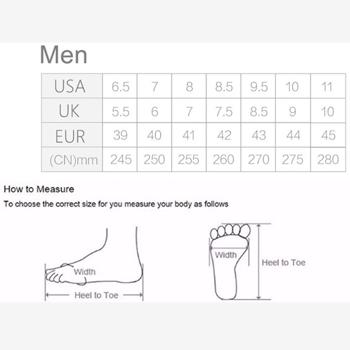 Men
USA 6.5 7 8 8.5 9.5 10 11
UK 5.5 6 7 7.5 8.5 9 10
EUR 39 40 41 42 43 44 45
(CN)mm 245 250 255 260 270 275 280
How to Measure
To choose the correct size for you measure your body as follows
Width
Heel to Toe
Width
Heel to Toe